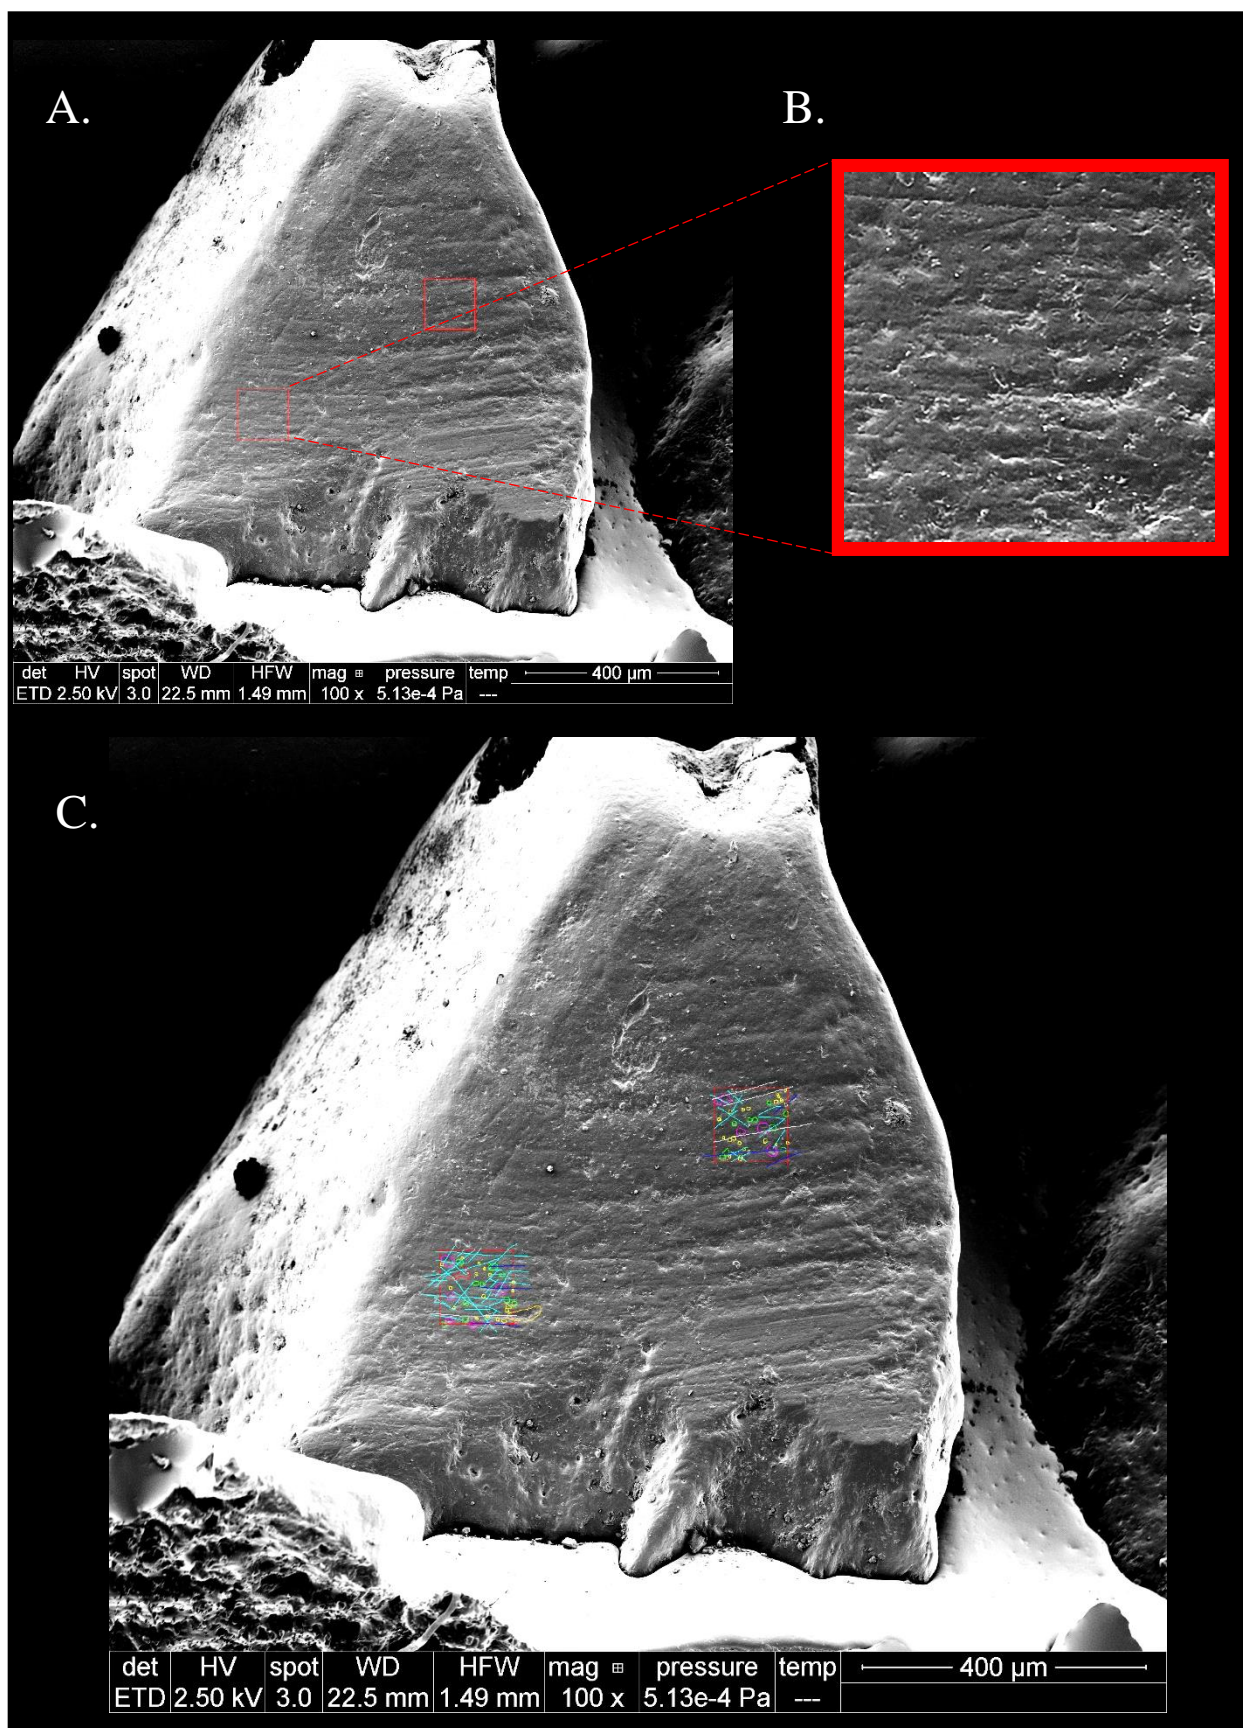 A.
B.
det HV spot WD HFW mag ⊞ pressure temp 400 µm
ETD 2.50 kV 3.0 22.5 mm 1.49 mm 100 x 5.13e-4 Pa ---
C.
det HV spot WD HFW mag ⊞ pressure temp 400 µm
ETD 2.50 kV 3.0 22.5 mm 1.49 mm 100 x 5.13e-4 Pa ---